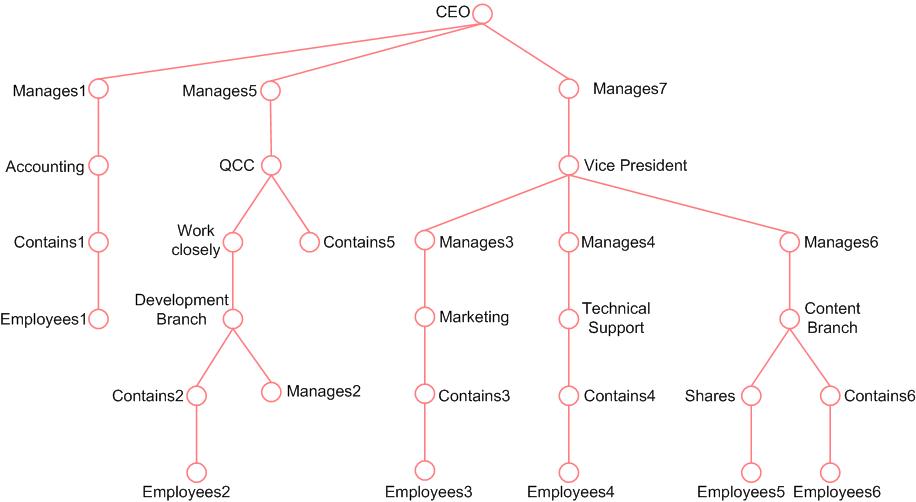 CEO
Manages1
Manages5
Manages7
Accounting
QCC
Vice President
Contains1
Work
closely
Contains5
Manages3
Manages4
Manages6
Employees1
Development
Branch
Marketing
Technical
Support
Content
Branch
Contains2
Manages2
Contains3
Contains4
Shares
Contains6
Employees2
Employees3
Employees4
Employees5
Employees6